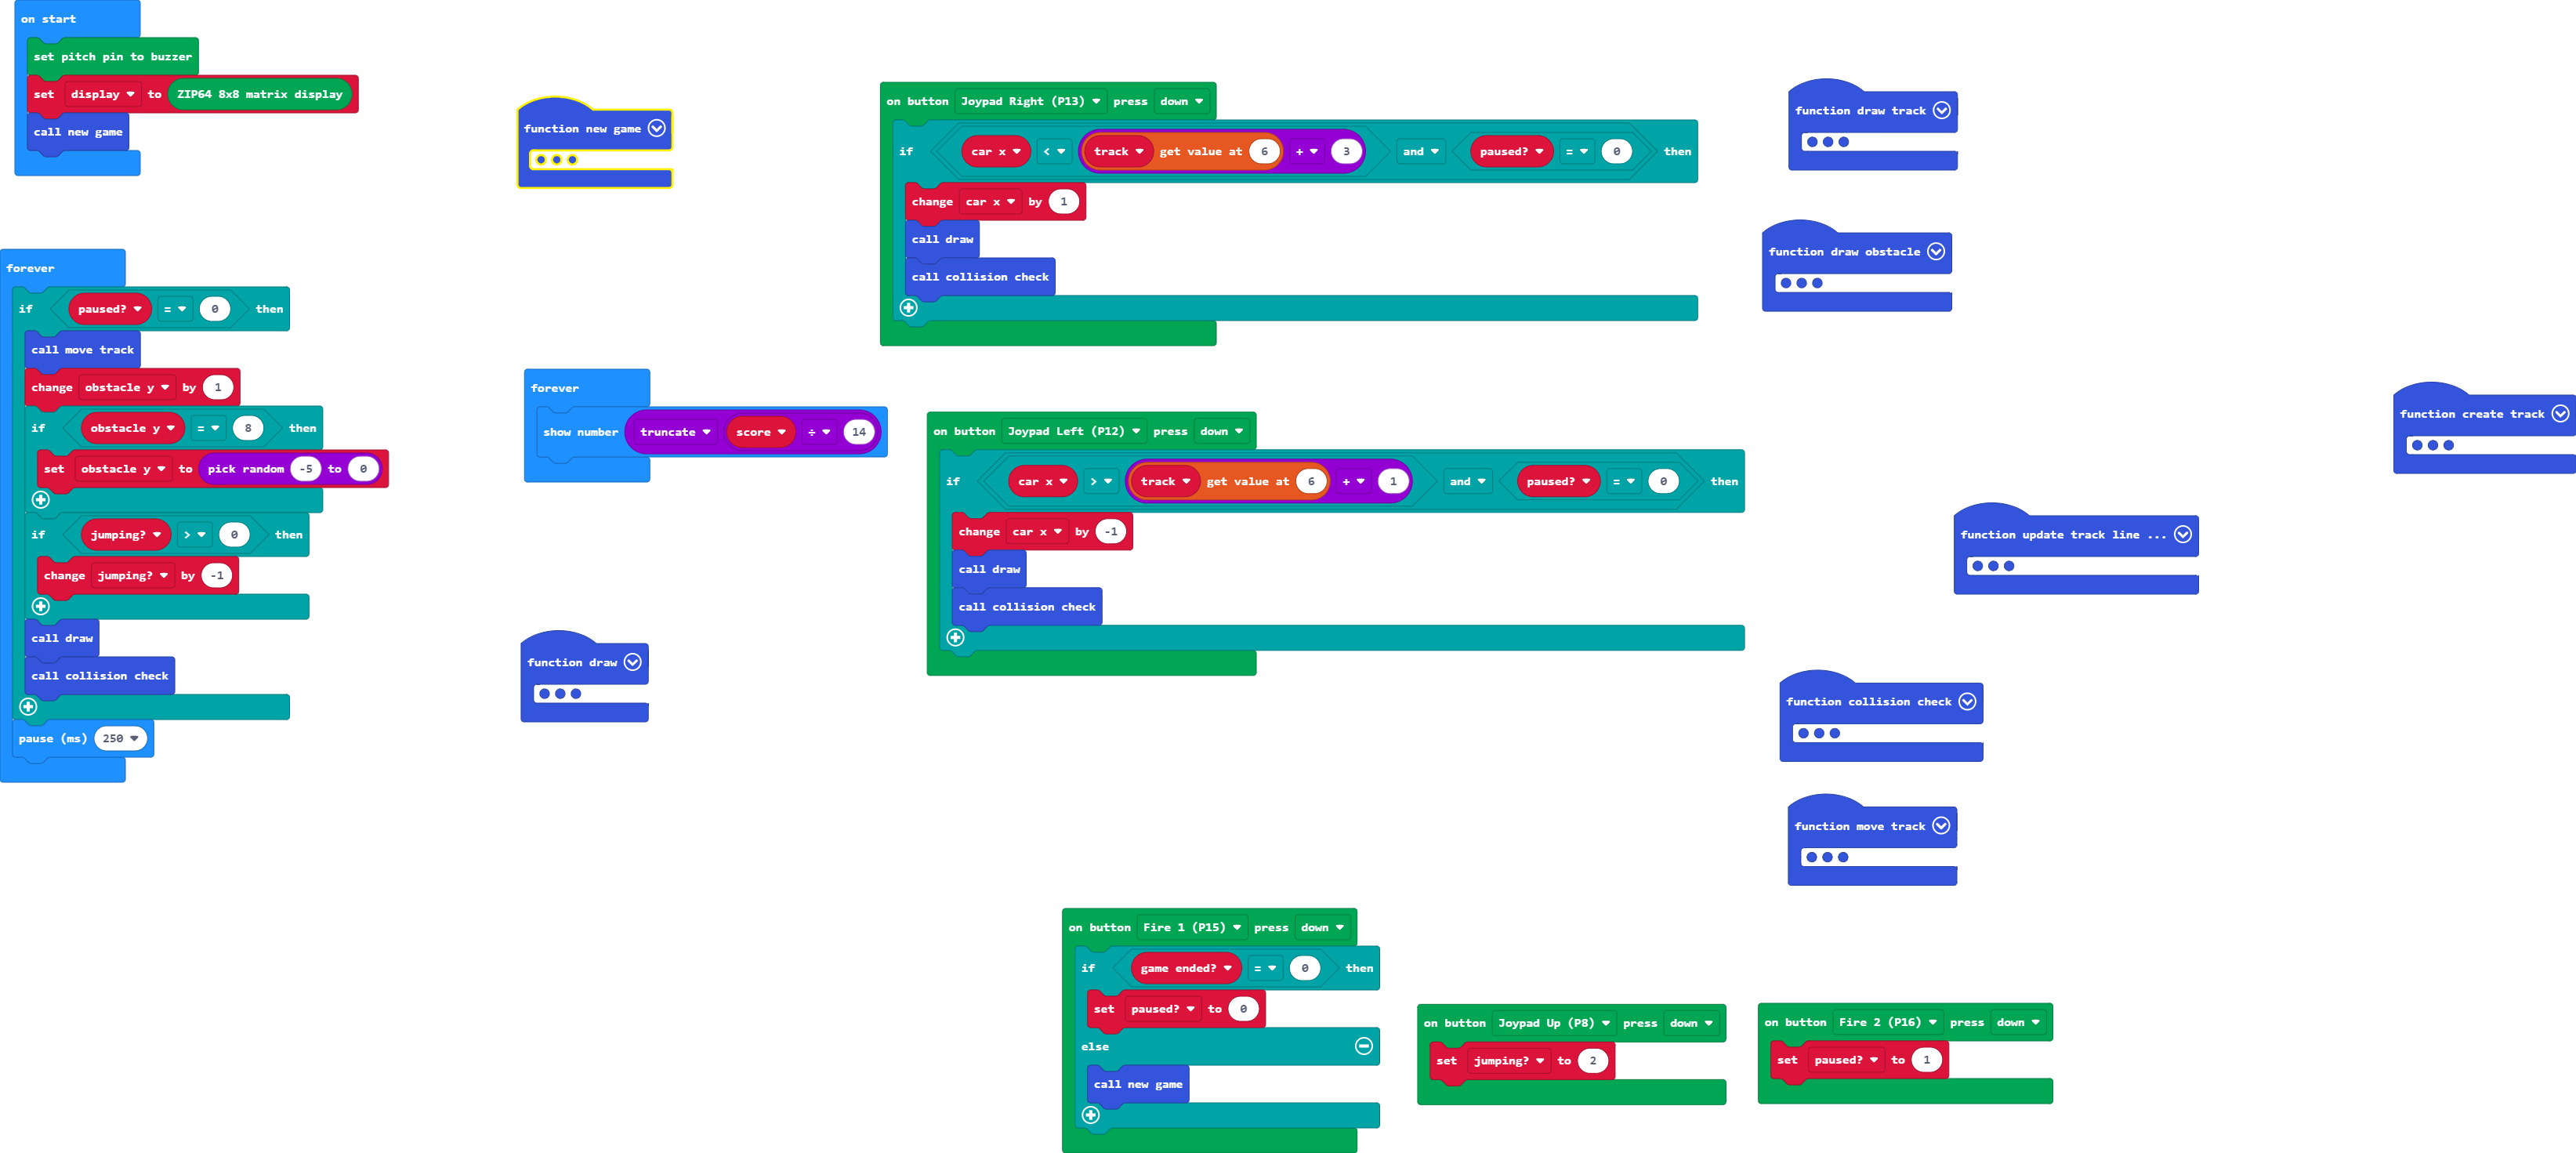 on start
set pitch pin to buzzer
set display to ZIP64 8x8 matrix display
call new game
forever
if paused? = 0 then
call move track
change obstacle y by 1
if obstacle y = 8 then
set obstacle y to pick random -5 to 0
if jumping? > 0 then
change jumping? by -1
call draw
call collision check
pause (ms) 250
function new game
forever
show number truncate score ÷ 14
function draw
on button Joypad Right (P13) press down
if car x < track get value at 6 + 3 and paused? = 0 then
change car x by 1
call draw
call collision check
on button Joypad Left (P12) press down
if car x > track get value at 6 + 1 and paused? = 0 then
change car x by -1
call draw
call collision check
on button Fire 1 (P15) press down
if game ended? = 0 then
set paused? to 0
else
call new game
on button Joypad Up (P8) press down
set jumping? to 2
on button Fire 2 (P16) press down
set paused? to 1
function draw track
function draw obstacle
function create track
function update track line ...
function collision check
function move track